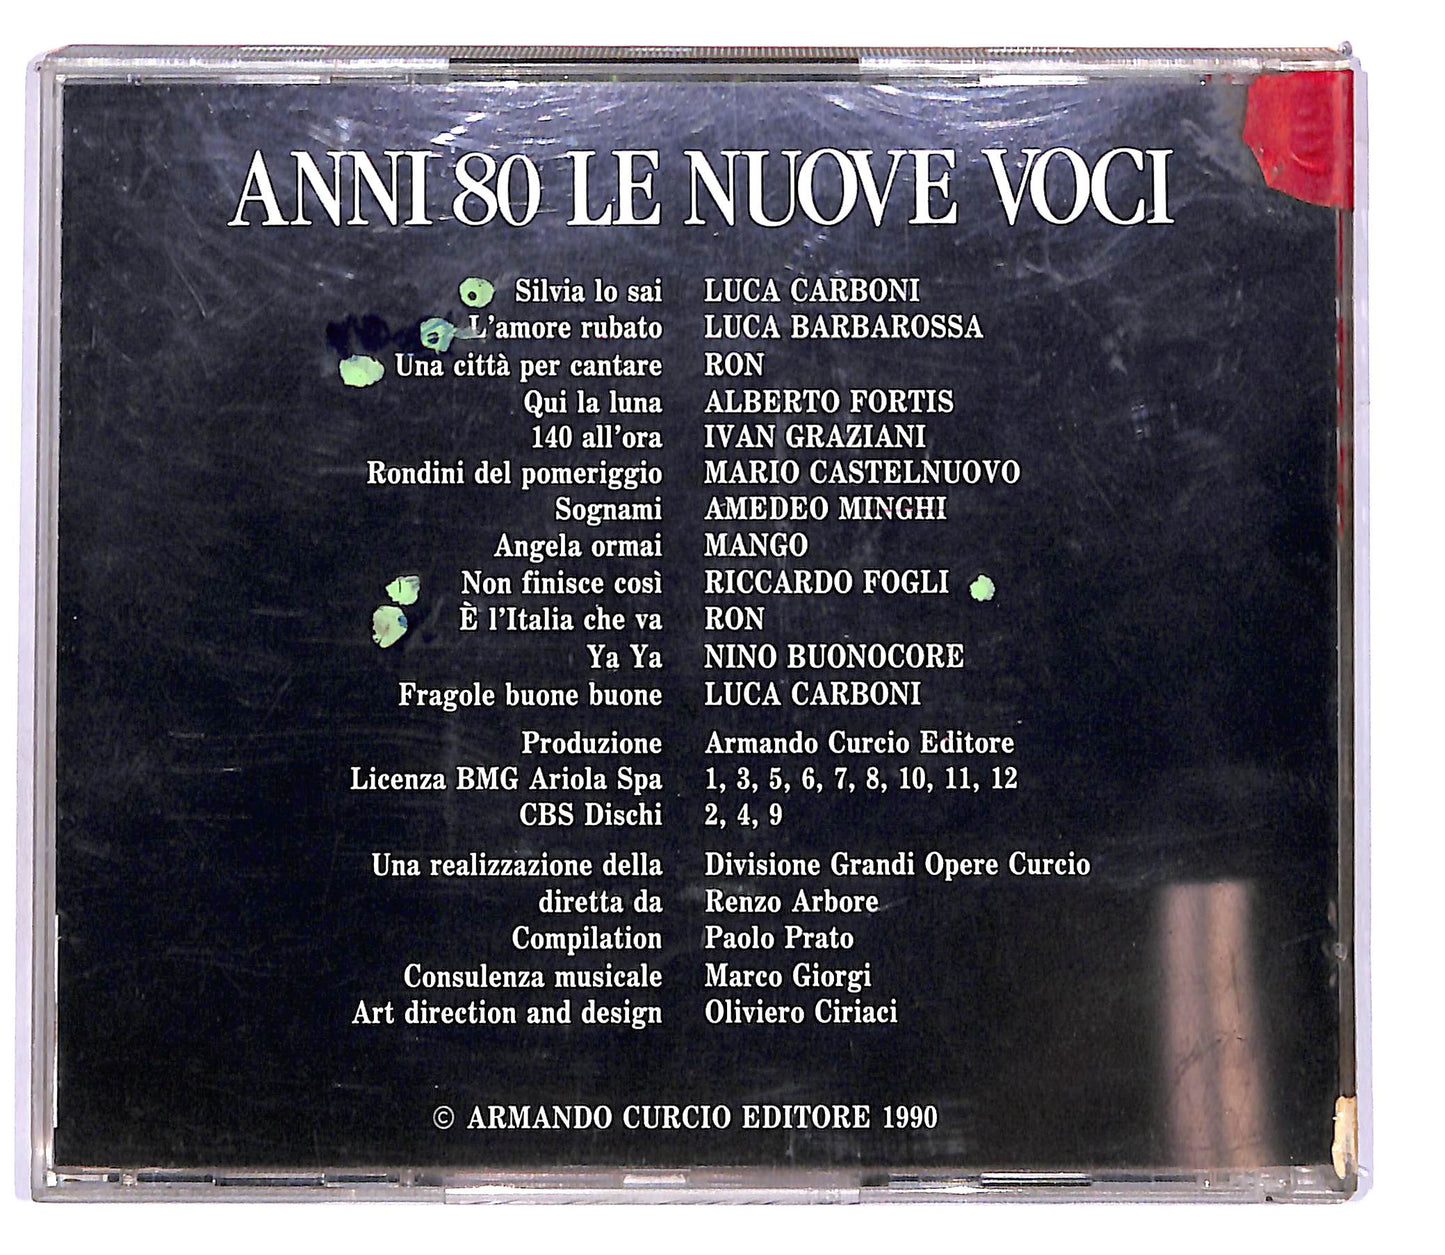 ANNI 80 LE NUOVE VOCI
Silvia lo sai LUCA CARBONI
L'amore rubato LUCA BARBAROSSA
Una città per cantare RON
Qui la luna ALBERTO FORTIS
140 all'ora IVAN GRAZIANI
Rondini del pomeriggio MARIO CASTELNUOVO
Sognami AMEDEO MINGHI
Angela ormai MANGO
Non finisce così RICCARDO FOGLI
È l'Italia che va RON
Ya Ya NINO BUONOCORE
Fragole buone buone LUCA CARBONI
Produzione Armando Curcio Editore
Licenza BMG Ariola Spa 1, 3, 5, 6, 7, 8, 10, 11, 12
CBS Dischi 2, 4, 9
Una realizzazione della Divisione Grandi Opere Curcio
diretta da Renzo Arbore
Compilation Paolo Prato
Consulenza musicale Marco Giorgi
Art direction and design Oliviero Ciriaci
© ARMANDO CURCIO EDITORE 1990